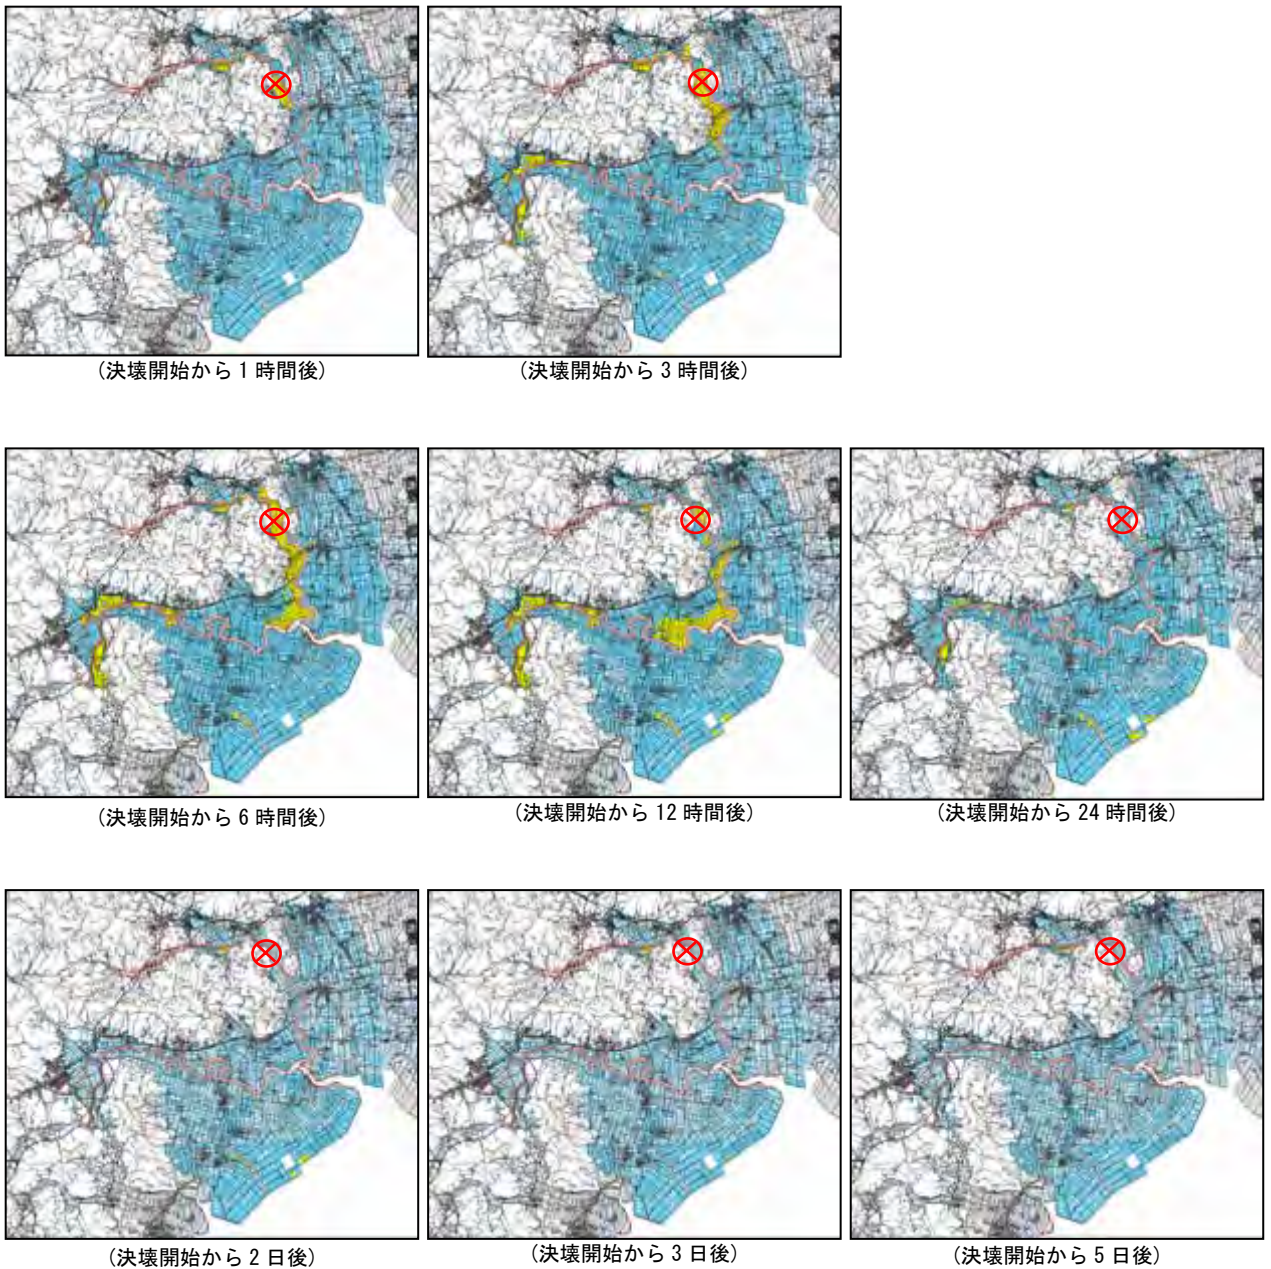 (決壊開始から 1 時間後)
(決壊開始から 3 時間後)
(決壊開始から 6 時間後)
(決壊開始から 12 時間後)
(決壊開始から 24 時間後)
(決壊開始から 2 日後)
(決壊開始から 3 日後)
(決壊開始から 5 日後)